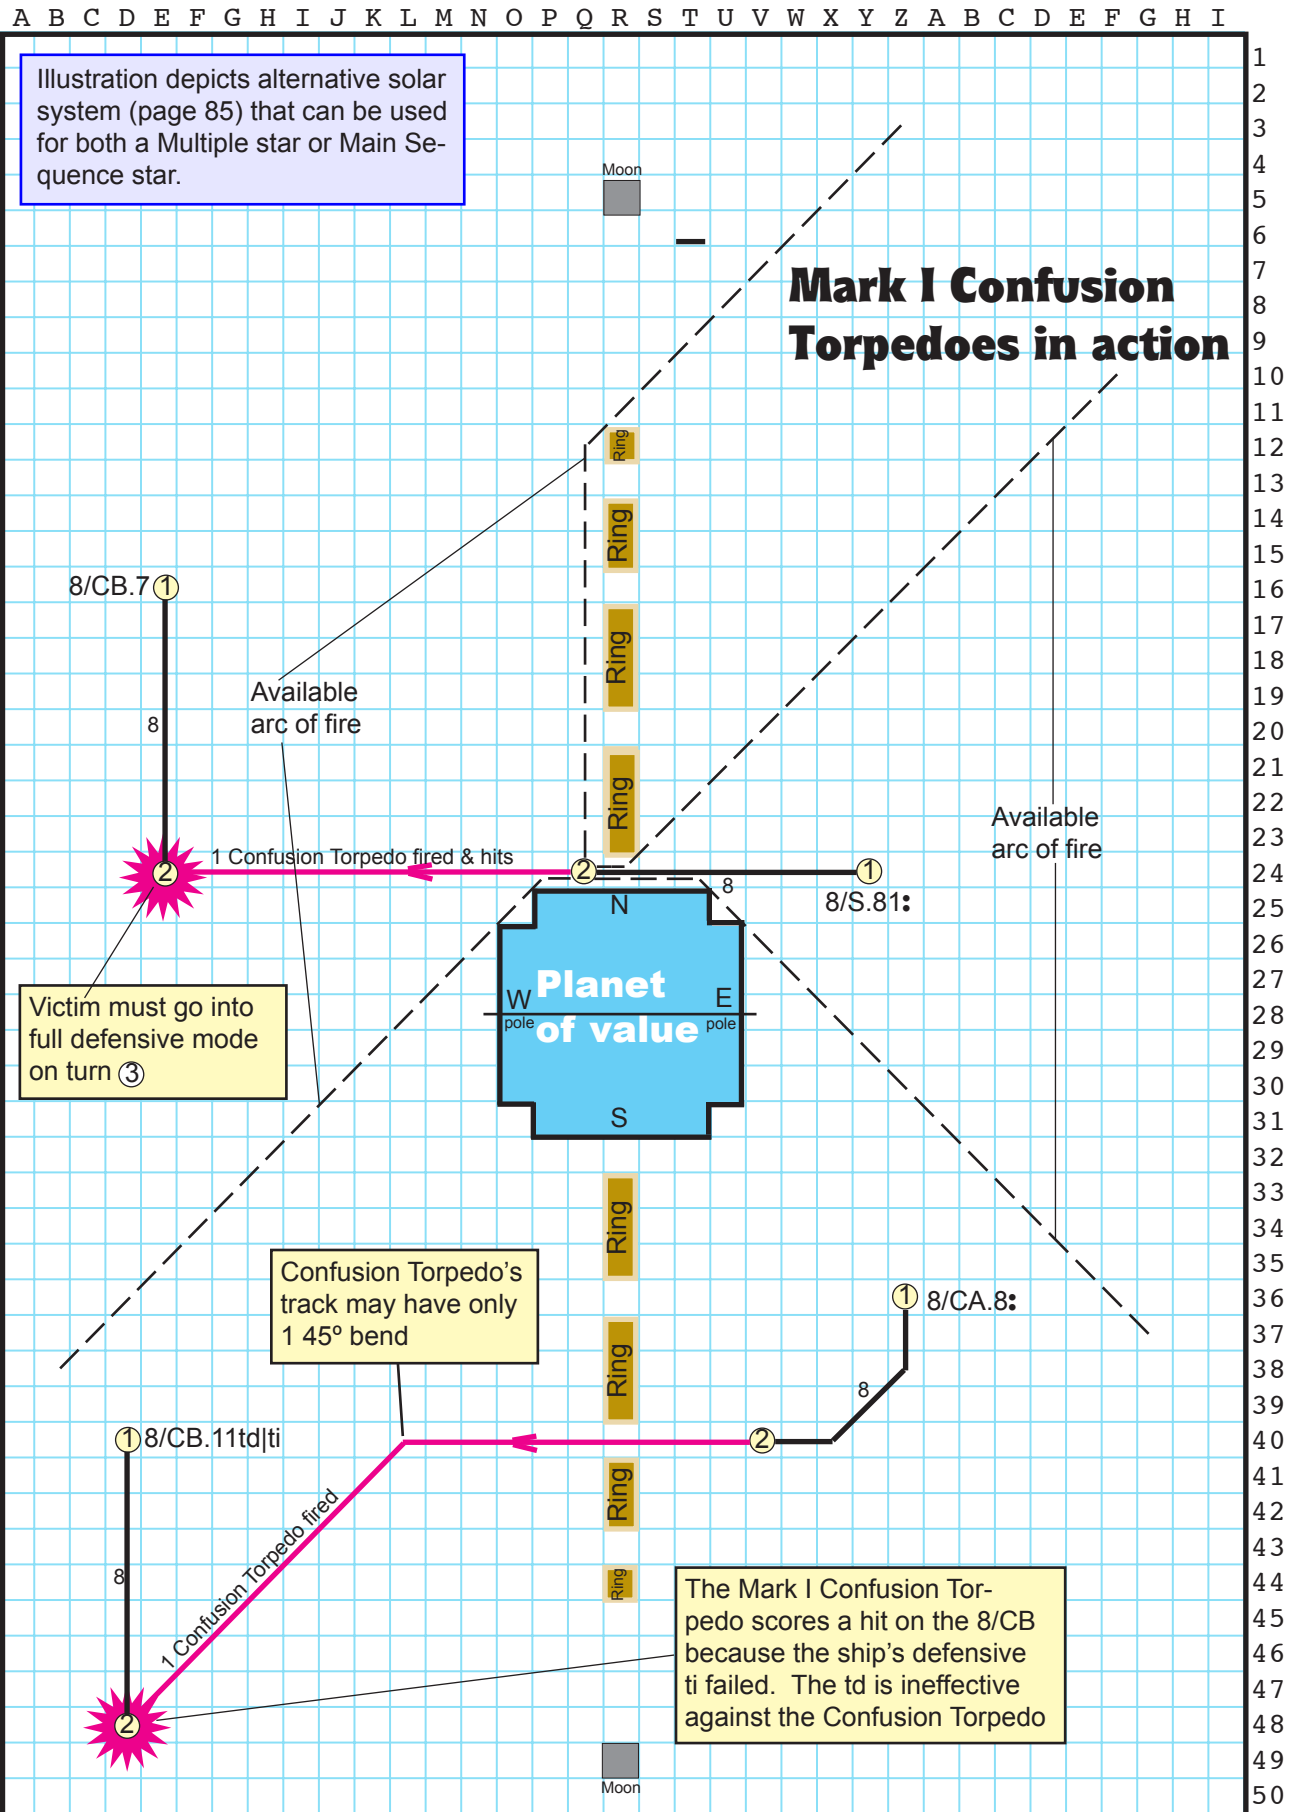 A B C D E F G H I J K L M N O P Q R S T U V W X Y Z A B C D E F G H I
1
2
3
4
5
6
7
8
9
10
11
12
13
14
15
16
17
18
19
20
21
22
23
24
25
26
27
28
29
30
31
32
33
34
35
36
37
38
39
40
41
42
43
44
45
46
47
48
49
50
Illustration depicts alternative solar
system (page 85) that can be used
for both a Multiple star or Main Se-
quence star.
Moon
Mark I Confusion
Torpedoes in action
Ring
Ring
Ring
Ring
8/CB.7 1
8
Available
arc of fire
Available
arc of fire
1 Confusion Torpedo fired & hits
2
2
8
1
8/S.81:
N
W
pole
Planet
of value
E
pole
S
Victim must go into
full defensive mode
on turn 3
Ring
Ring
Ring
Ring
Confusion Torpedo's
track may have only
1 45º bend
1 8/CA.8:
8
2
1 8/CB.11td|ti
8
1 Confusion Torpedo fired
2
The Mark I Confusion Tor-
pedo scores a hit on the 8/CB
because the ship's defensive
ti failed.  The td is ineffective
against the Confusion Torpedo
Moon